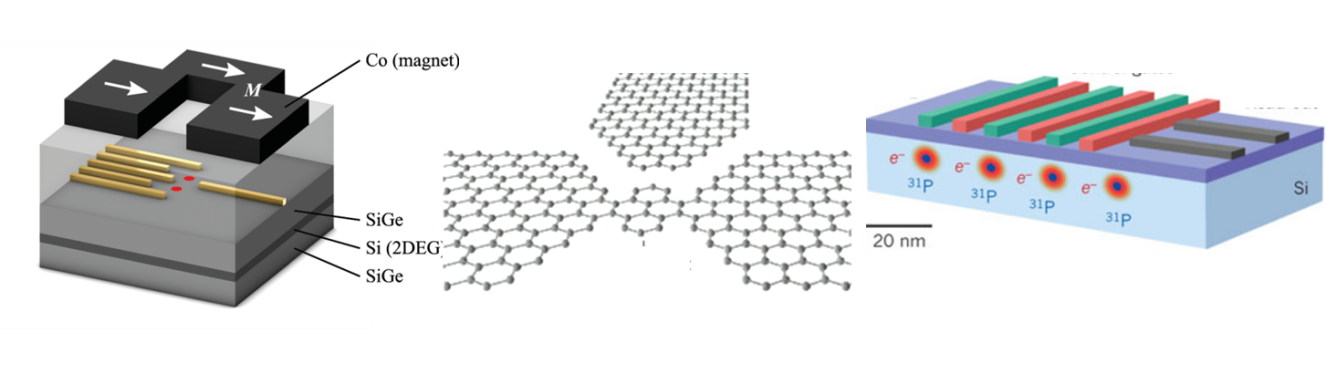 Co (magnet)
M
SiGe
Si (2DEG)
SiGe
e⁻
e⁻
e⁻
e⁻
³¹P
³¹P
³¹P
³¹P
Si
20 nm